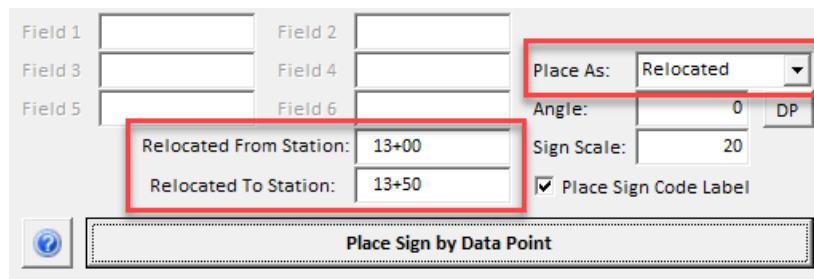 Field 1 Field 2
Field 3 Field 4 Place As: Relocated
Field 5 Field 6 Angle: 0 DP
Relocated From Station: 13+00 Sign Scale: 20
Relocated To Station: 13+50 Place Sign Code Label
? Place Sign by Data Point